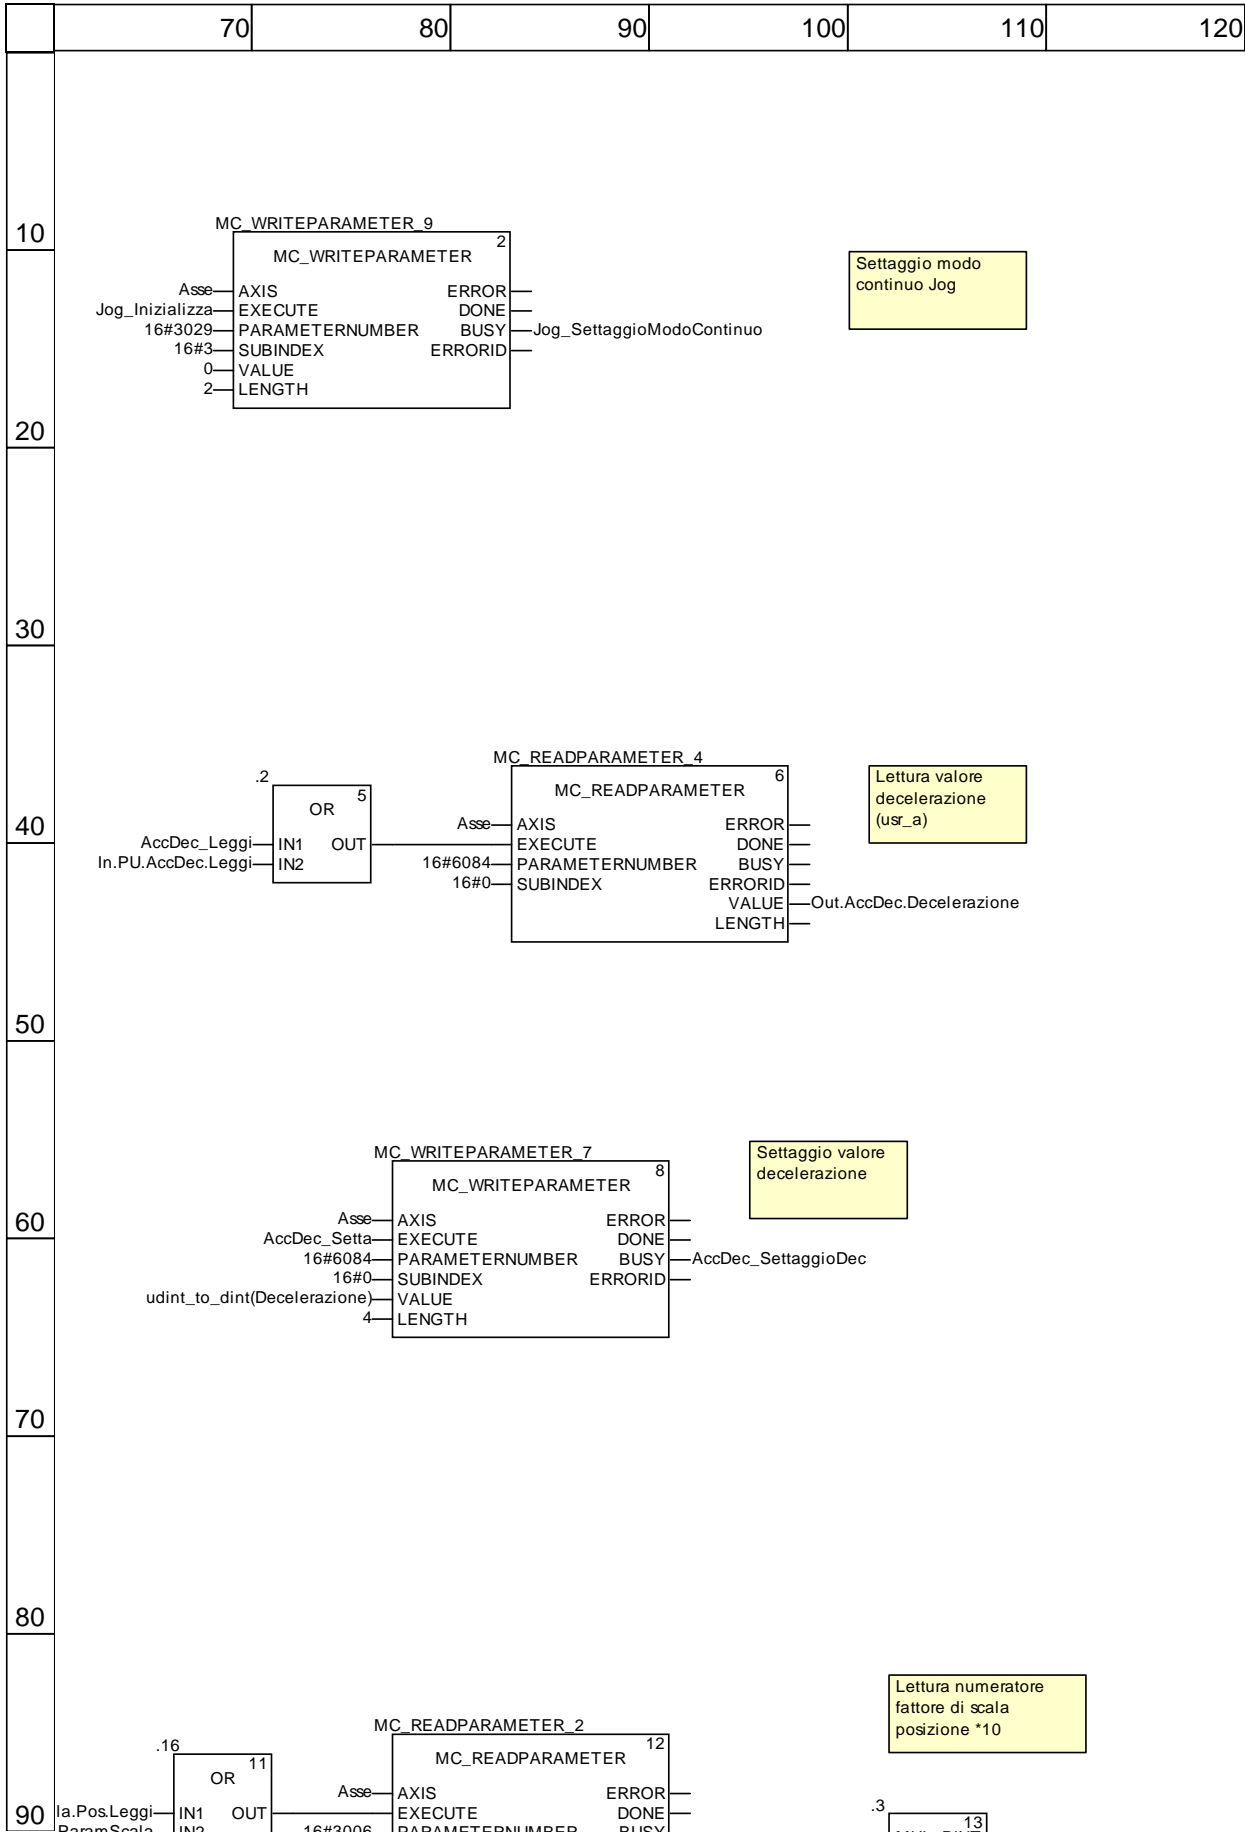 70 80 90 100 110 120
10
MC_WRITEPARAMETER_9
2
MC_WRITEPARAMETER
Asse AXIS ERROR
Jog_Inizializza EXECUTE DONE
16#3029 PARAMETERNUMBER BUSY Jog_SettaggioModoContinuo
16#3 SUBINDEX ERRORID
0 VALUE
2 LENGTH
Settaggio modo
continuo Jog
20
30
MC_READPARAMETER_4
.2
5
OR
AccDec_Leggi IN1 OUT
In.PU.AccDec.Leggi IN2
6
MC_READPARAMETER
Asse AXIS ERROR
EXECUTE DONE
16#6084 PARAMETERNUMBER BUSY
16#0 SUBINDEX ERRORID
VALUE Out.AccDec.Decelerazione
LENGTH
Lettura valore
decelerazione
(usr_a)
40
50
MC_WRITEPARAMETER_7
8
MC_WRITEPARAMETER
Asse AXIS ERROR
AccDec_Setta EXECUTE DONE
16#6084 PARAMETERNUMBER BUSY AccDec_SettaggioDec
16#0 SUBINDEX ERRORID
udint_to_dint(Decelerazione) VALUE
4 LENGTH
Settaggio valore
decelerazione
60
70
80
Lettura numeratore
fattore di scala
posizione *10
MC_READPARAMETER_2
.16
11
OR
la.Pos.Leggi IN1 OUT
ParamScala IN2
12
MC_READPARAMETER
Asse AXIS ERROR
EXECUTE DONE
16#3006 PARAMETERNUMBER BUSY
.3
13
90